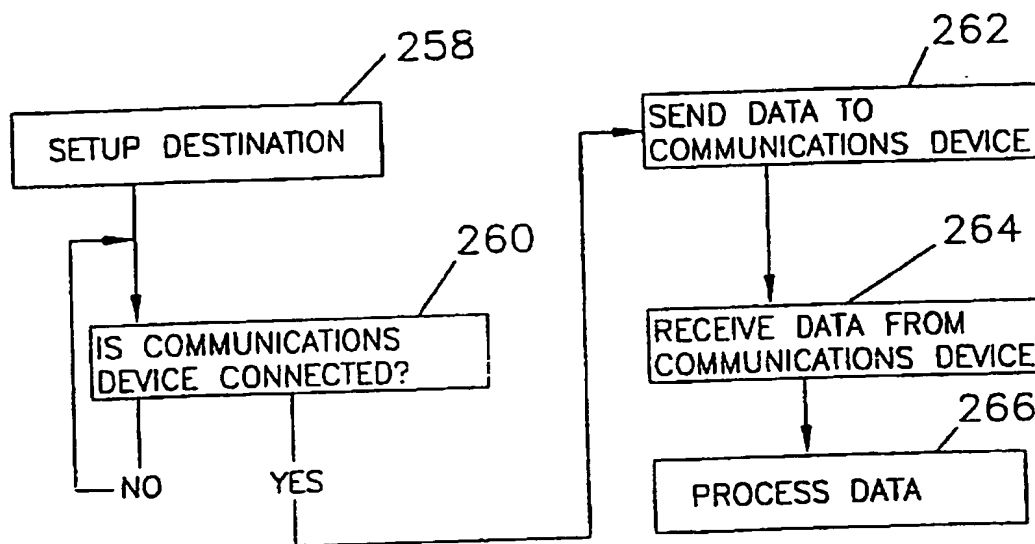 258
SETUP DESTINATION
260
IS COMMUNICATIONS
DEVICE CONNECTED?
NO
YES
262
SEND DATA TO
COMMUNICATIONS DEVICE
264
RECEIVE DATA FROM
COMMUNICATIONS DEVICE
266
PROCESS DATA